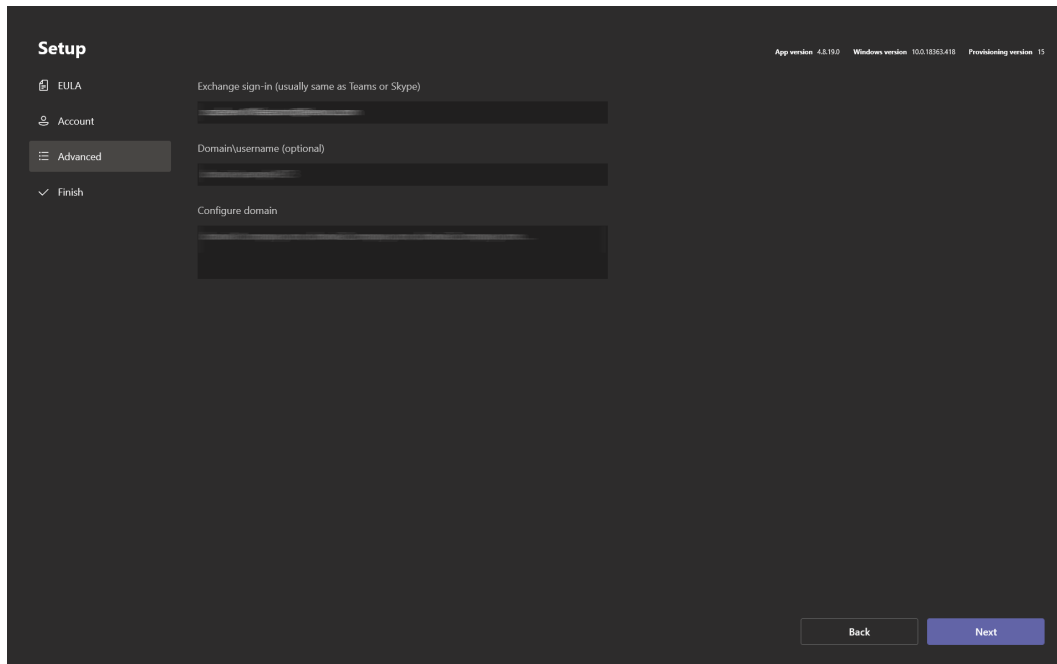 Setup
App version 4.8.19.0 Windows version 10.0.18363.418 Provisioning version 15
EULA
Account
Advanced
Finish
Exchange sign-in (usually same as Teams or Skype)
Domain\username (optional)
Configure domain
Back
Next